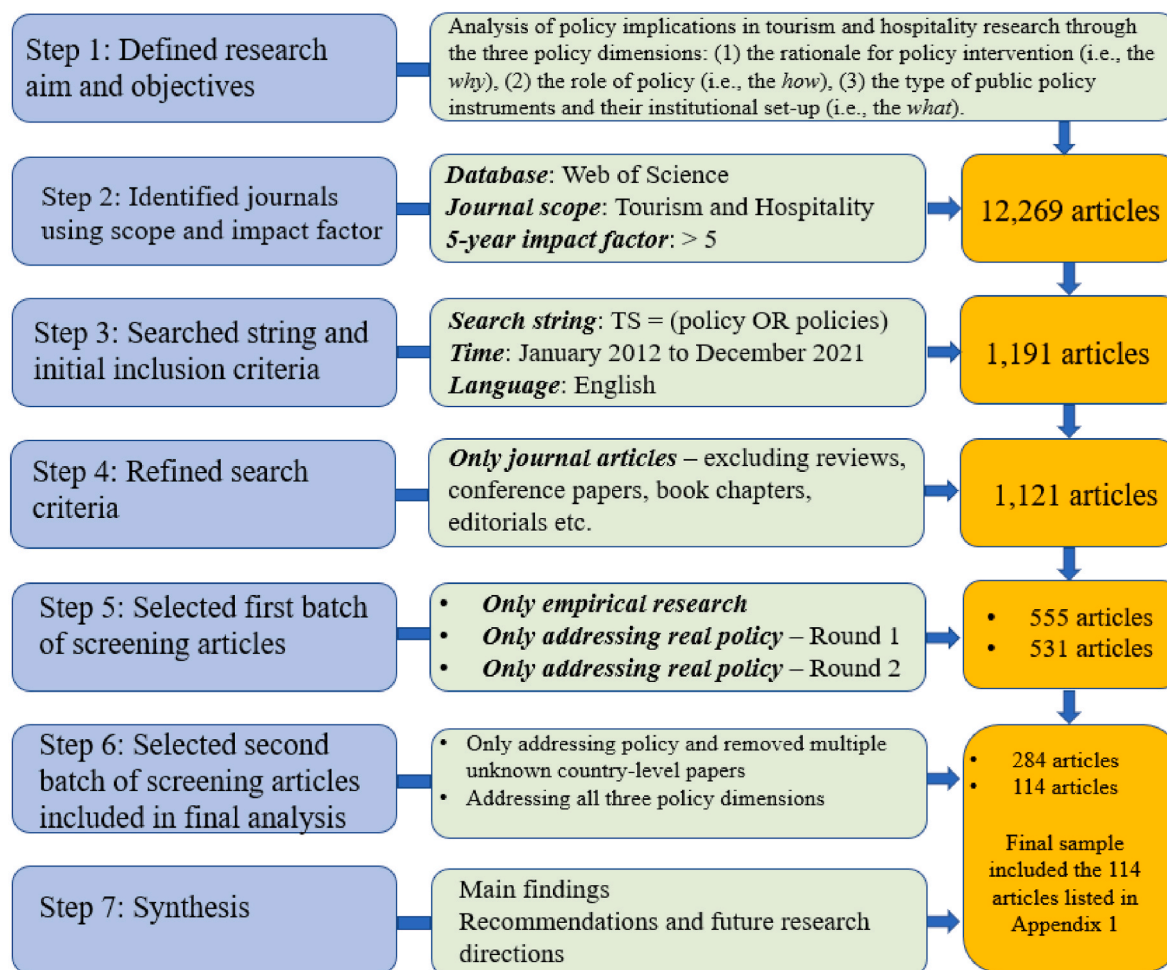 Step 1: Defined research
aim and objectives
Analysis of policy implications in tourism and hospitality research through
the three policy dimensions: (1) the rationale for policy intervention (i.e., the
why), (2) the role of policy (i.e., the how), (3) the type of public policy
instruments and their institutional set-up (i.e., the what).
Step 2: Identified journals
using scope and impact factor
Database: Web of Science
Journal scope: Tourism and Hospitality
5-year impact factor: > 5
12,269 articles
Step 3: Searched string and
initial inclusion criteria
Search string: TS = (policy OR policies)
Time: January 2012 to December 2021
Language: English
1,191 articles
Step 4: Refined search
criteria
Only journal articles – excluding reviews,
conference papers, book chapters,
editorials etc.
1,121 articles
Step 5: Selected first batch
of screening articles
• Only empirical research
• Only addressing real policy – Round 1
• Only addressing real policy – Round 2
• 555 articles
• 531 articles
Step 6: Selected second
batch of screening articles
included in final analysis
• Only addressing policy and removed multiple
unknown country-level papers
• Addressing all three policy dimensions
• 284 articles
• 114 articles
Final sample
included the 114
articles listed in
Appendix 1
Step 7: Synthesis
Main findings
Recommendations and future research
directions